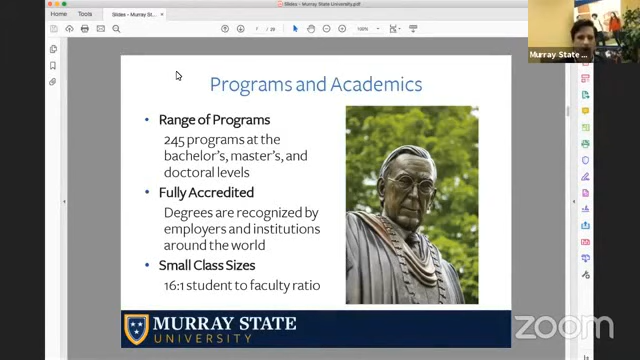 Slides - Murray State University.pdf
Home
Tools
Slides - Murray St...
100%
Murray State ...
Programs and Academics
• Range of Programs
245 programs at the
bachelor's, master's, and
doctoral levels
• Fully Accredited
Degrees are recognized by
employers and institutions
around the world
• Small Class Sizes
16:1 student to faculty ratio
MURRAY STATE
UNIVERSITY
zoom